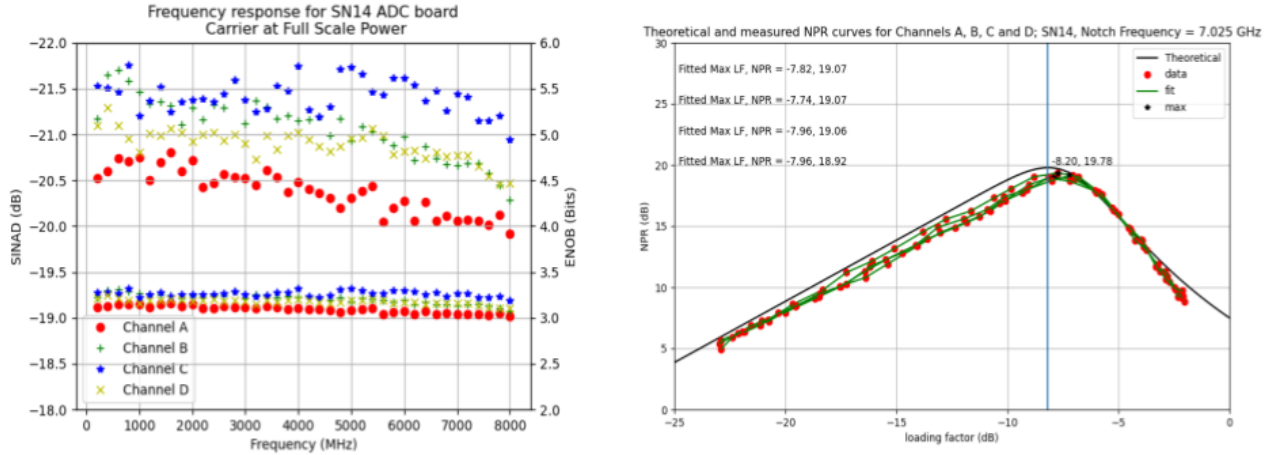 Frequency response for SN14 ADC board
Carrier at Full Scale Power
−22.0
−21.5
−21.0
−20.5
−20.0
−19.5
−19.0
−18.5
−18.0
SINAD (dB)
6.0
5.5
5.0
4.5
4.0
3.5
3.0
2.5
2.0
ENOB (Bits)
Channel A
Channel B
Channel C
Channel D
0 1000 2000 3000 4000 5000 6000 7000 8000
Frequency (MHz)
Theoretical and measured NPR curves for Channels A, B, C and D; SN14, Notch Frequency = 7.025 GHz
30
25
20
15
10
5
0
NPR (dB)
Fitted Max LF, NPR = -7.82, 19.07
Fitted Max LF, NPR = -7.74, 19.07
Fitted Max LF, NPR = -7.96, 19.06
Fitted Max LF, NPR = -7.96, 18.92
Theoretical
data
fit
max
-8.20, 19.78
−25 −20 −15 −10 −5 0
loading factor (dB)